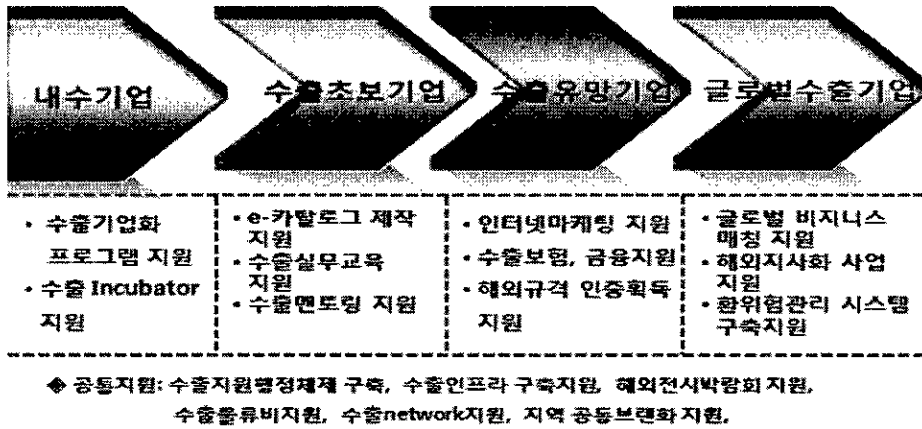 내수기업
수출초보기업
수출유망기업
글로벌수출기업
• 수출기업화
프로그램 지원
• 수출 Incubator
지원
• e-카탈로그 제작
지원
• 수출실무교육
지원
• 수출멘토링 지원
• 인터넷마케팅 지원
• 수출보험, 금융지원
• 해외규격 인증획득
지원
• 글로벌 비지니스
매칭 지원
• 해외지사화 사업
지원
• 환위험관리 시스템
구축지원
◆ 공통지원: 수출지원행정체제 구축, 수출인프라 구축지원, 해외전시박람회 지원,
수출물류비지원, 수출network지원, 지역 공동브랜화 지원,